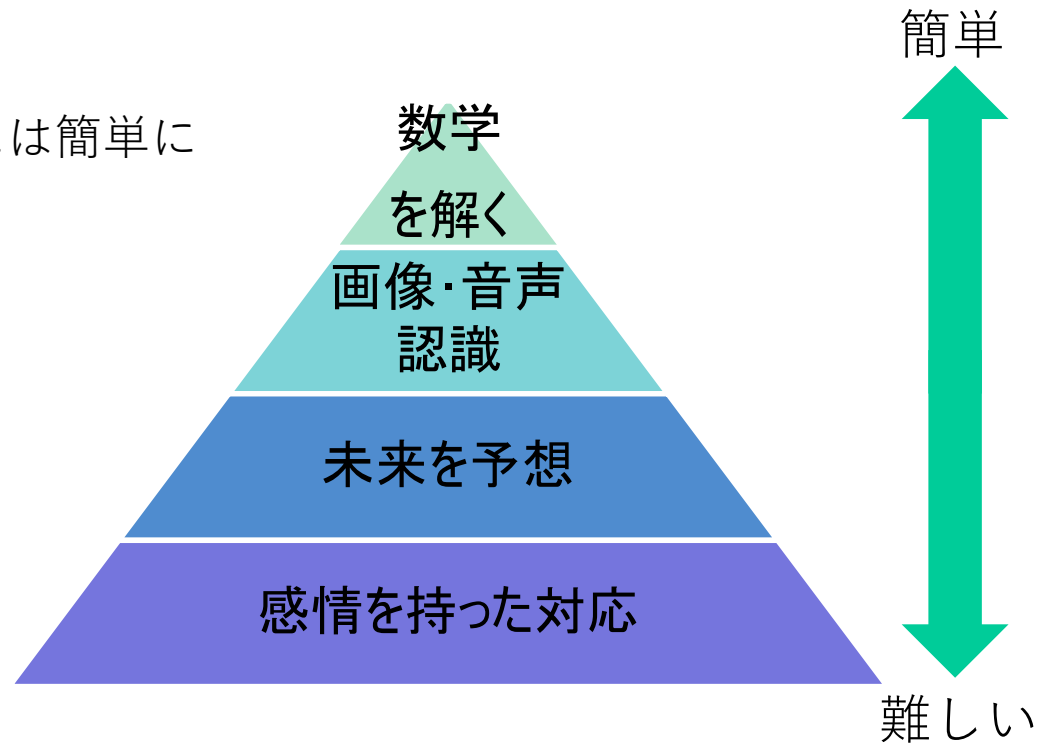 簡単
は簡単に
数学
を解く
画像・音声
認識
未来を予想
感情を持った対応
難しい